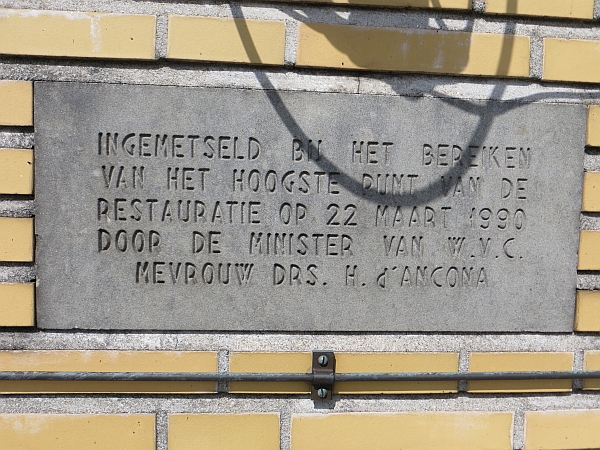 INGEMETSELD BIJ HET BEREIKEN
VAN HET HOOGSTE PUNT VAN DE
RESTAURATIE OP 22 MAART 1990
DOOR DE MINISTER VAN W.V.C.
MEVROUW DRS. H. d'ANCONA